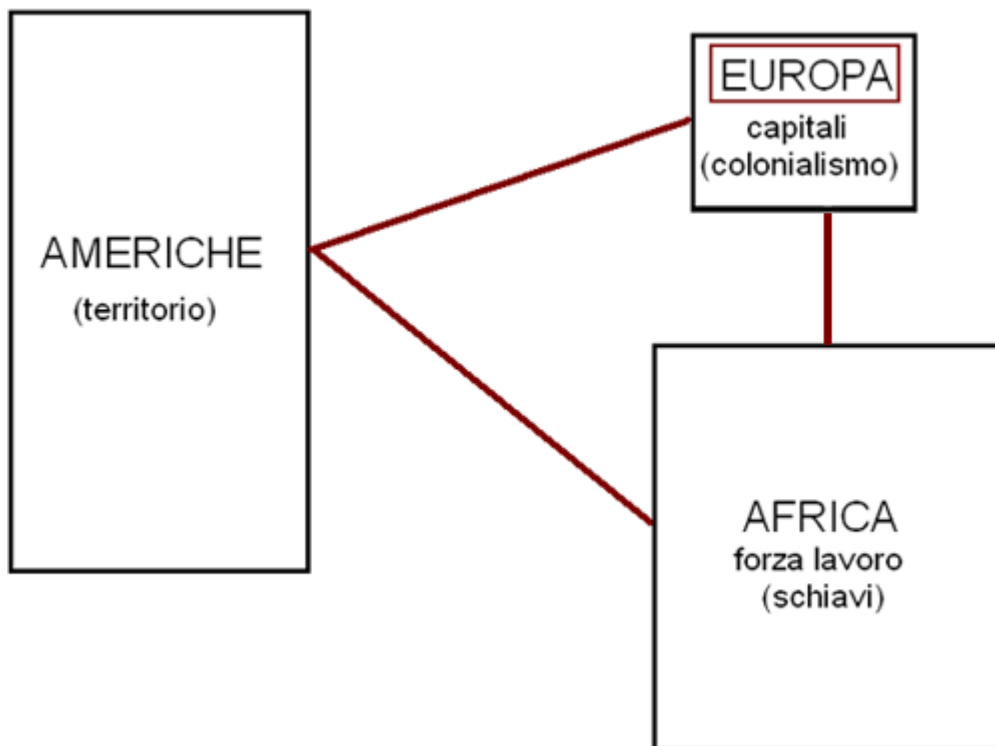 AMERICHE
(territorio)
EUROPA
capitali
(colonialismo)
AFRICA
forza lavoro
(schiavi)